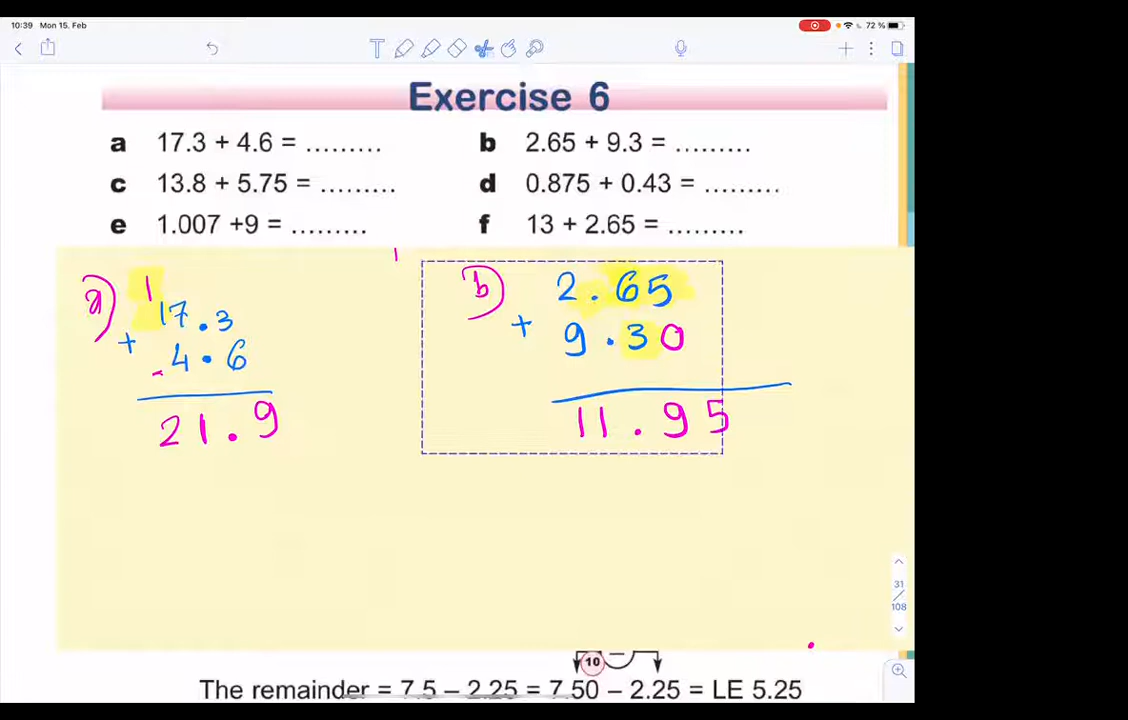 10:39 Mon 15. Feb
72 %
Exercise 6
a 17.3 + 4.6 = .........
b 2.65 + 9.3 = .........
c 13.8 + 5.75 = .........
d 0.875 + 0.43 = .........
e 1.007 +9 = .........
f 13 + 2.65 = .........
a)
1
17.3
+ 4.6
21.9
b)
2.65
+ 9.30
11.95
31
/
108
10
The remainder = 7.5 – 2.25 = 7.50 – 2.25 = LE 5.25